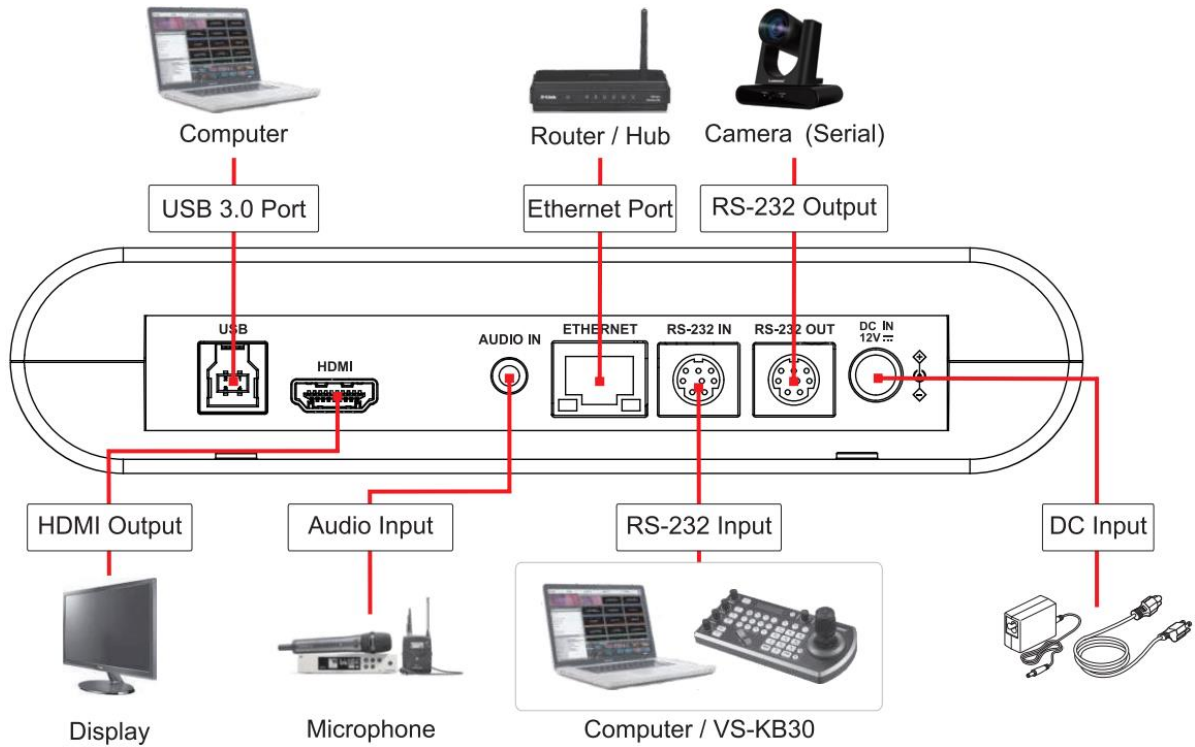 Computer
Router / Hub
Camera (Serial)
USB 3.0 Port
Ethernet Port
RS-232 Output
USB
HDMI
AUDIO IN
ETHERNET
RS-232 IN
RS-232 OUT
DC IN
12V
HDMI Output
Audio Input
RS-232 Input
DC Input
Display
Microphone
Computer / VS-KB30